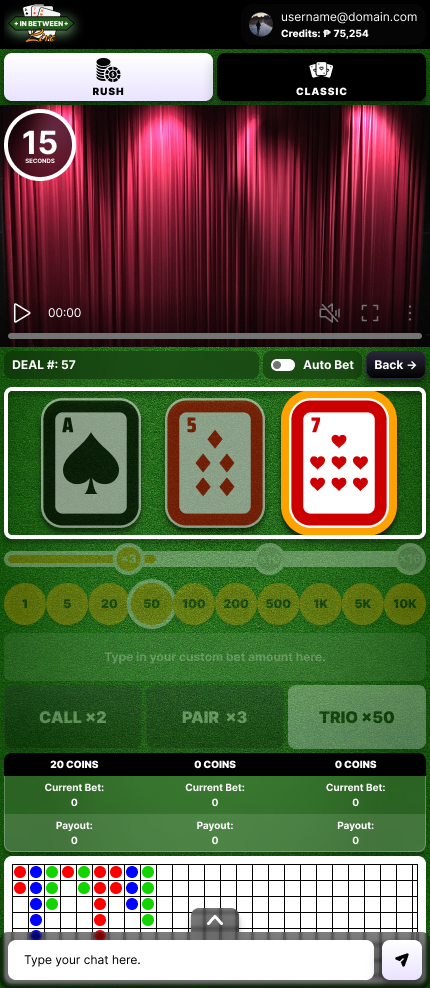 IN BETWEEN
Live
username@domain.com
Credits: ₱ 75,254
RUSH
CLASSIC
15
SECONDS
00:00
DEAL #: 57
Auto Bet
Back →
A
5
7
×3
1
5
20
50
100
200
500
1K
5K
10K
Type in your custom bet amount here.
CALL ×2
PAIR ×3
TRIO ×50
20 COINS
0 COINS
0 COINS
Current Bet:
0
Current Bet:
0
Current Bet:
0
Payout:
0
Payout:
0
Payout:
0
Type your chat here.